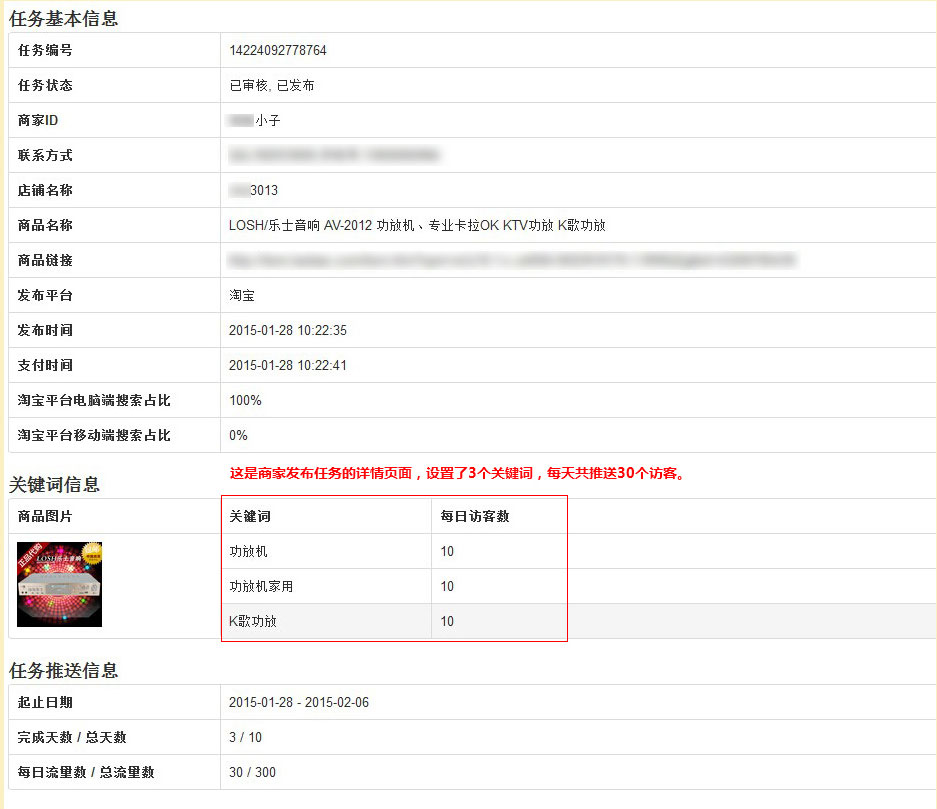 任务基本信息
任务编号 14224092778764
任务状态 已审核, 已发布
商家ID 小子
联系方式
店铺名称 3013
商品名称 LOSH/乐士音响 AV-2012 功放机、专业卡拉OK KTV功放 K歌功放
商品链接
发布平台 淘宝
发布时间 2015-01-28 10:22:35
支付时间 2015-01-28 10:22:41
淘宝平台电脑端搜索占比 100%
淘宝平台移动端搜索占比 0%
这是商家发布任务的详情页面，设置了3个关键词，每天共推送30个访客。
关键词信息
商品图片 关键词 每日访客数
正品代购
LOSH乐士音响
功放机 10
功放机家用 10
K歌功放 10
任务推送信息
起止日期 2015-01-28 - 2015-02-06
完成天数 / 总天数 3 / 10
每日流量数 / 总流量数 30 / 300